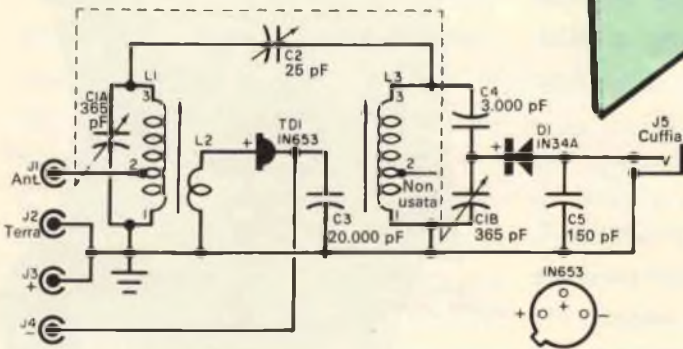 C2
25 pF
C1A
365
pF
L1
3
2
1
L2
TD1
1N653
+
L3
3
2
Non
usata
1
C4
3.000 pF
D1
1N34A
+
J5
Cuffia
J1
Ant.
J2
Terra
J3
+
J4
-
C3
20.000 pF
C1B
365 pF
C5
150 pF
1N653
+
+
-